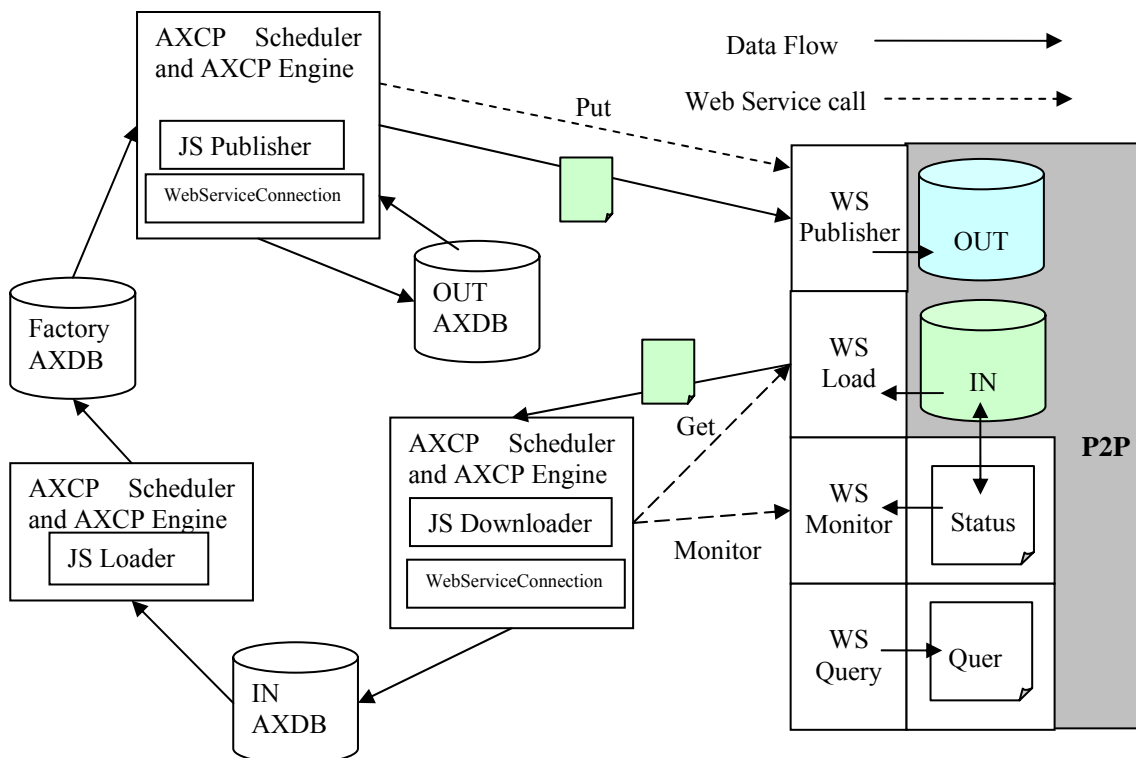 AXCP Scheduler
and AXCP Engine
JS Publisher
WebServiceConnection
Data Flow
Web Service call
Put
WS
Publisher
OUT
Factory
AXDB
OUT
AXDB
WS
Load
IN
P2P
Get
AXCP Scheduler
and AXCP Engine
JS Downloader
WebServiceConnection
Monitor
WS
Monitor
Status
AXCP Scheduler
and AXCP Engine
JS Loader
WS
Query
Quer
IN
AXDB